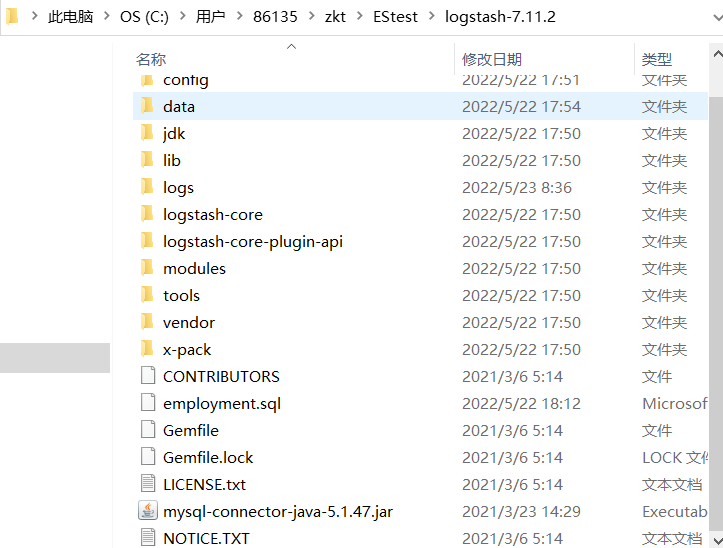 此电脑 > OS (C:) > 用户 > 86135 > zkt > EStest > logstash-7.11.2
名称 修改日期 类型
config 2022/5/22 17:51 文件夹
data 2022/5/22 17:54 文件夹
jdk 2022/5/22 17:50 文件夹
lib 2022/5/22 17:50 文件夹
logs 2022/5/23 8:36 文件夹
logstash-core 2022/5/22 17:50 文件夹
logstash-core-plugin-api 2022/5/22 17:50 文件夹
modules 2022/5/22 17:50 文件夹
tools 2022/5/22 17:50 文件夹
vendor 2022/5/22 17:50 文件夹
x-pack 2022/5/22 17:50 文件夹
CONTRIBUTORS 2021/3/6 5:14 文件
employment.sql 2022/5/22 18:12 Microsof
Gemfile 2021/3/6 5:14 文件
Gemfile.lock 2021/3/6 5:14 LOCK 文件
LICENSE.txt 2021/3/6 5:14 文本文档
mysql-connector-java-5.1.47.jar 2021/3/23 14:29 Executab
NOTICE.TXT 2021/3/6 5:14 文本文档